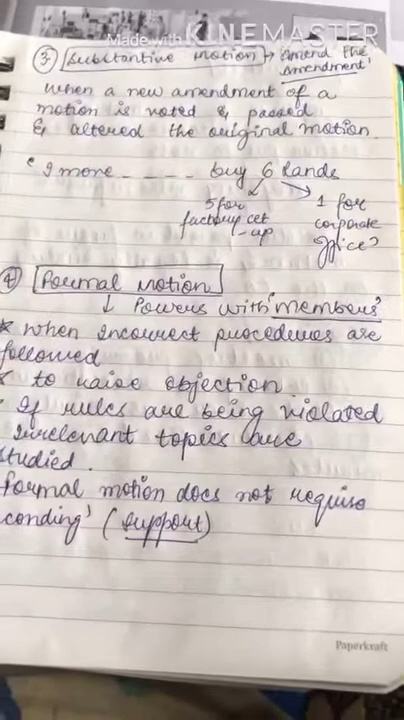 Made with KINEMASTER
③ Substantive motion → 'Amend the
Amendment'
When a new amendment of a
motion is voted & passed
& altered the original motion.
"I move _ _ _ _ buy 6 lands
5 for 1 for
factory set corporate
-up office"
④ Formal Motion
↓ Powers with 'members'
* when incorrect procedures are
followed
* to raise objection.
If rules are being violated
irrelevant topics are
studied.
Formal motion does not require
conding' (support)
Paperkraft